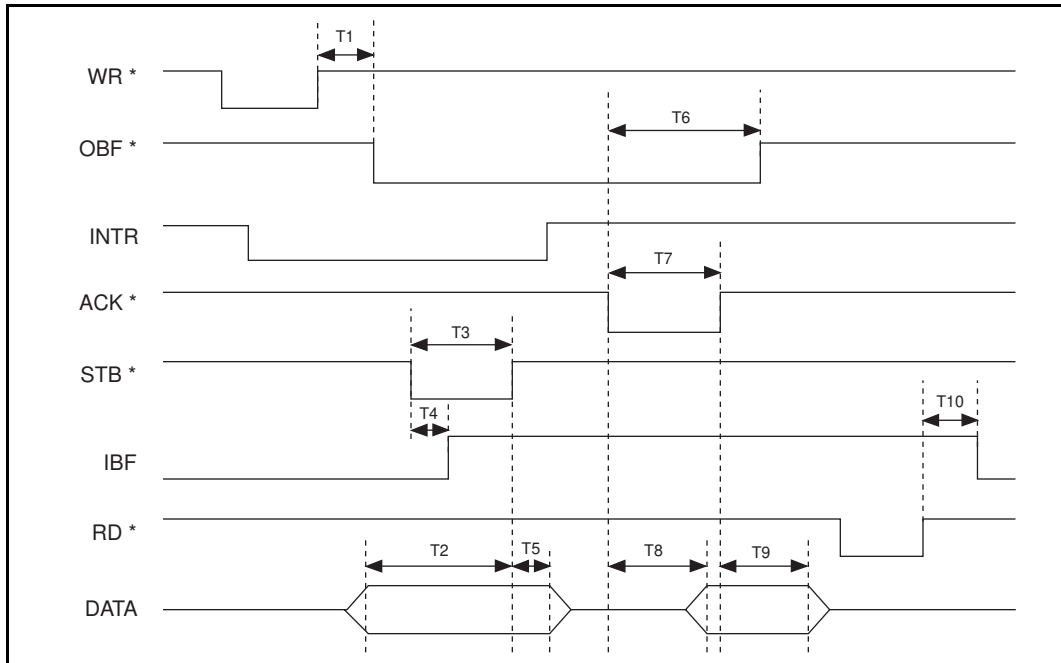 T1
WR *
T6
OBF *
INTR
T7
ACK *
T3
STB *
T4
T10
IBF
RD *
T2
T5
T8
T9
DATA